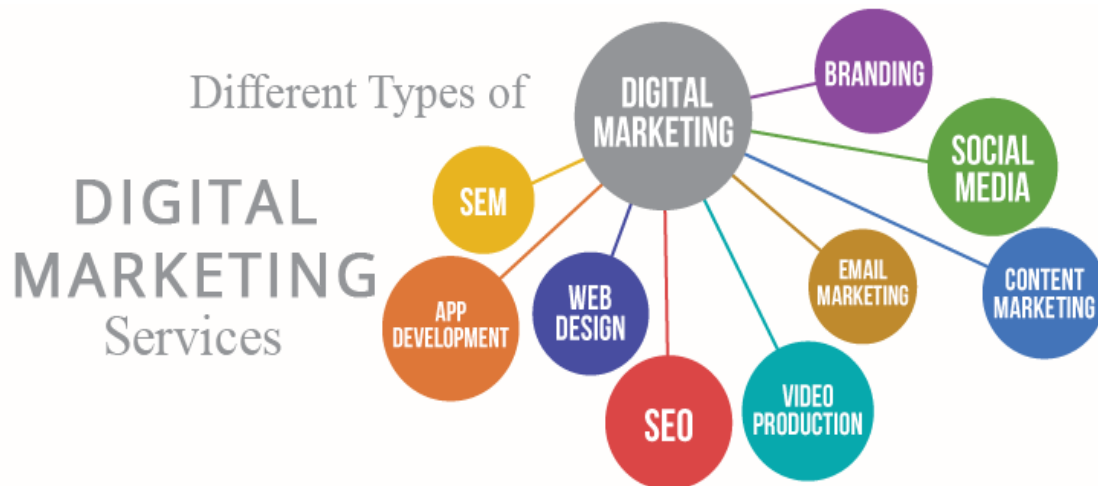 Different Types of
DIGITAL
MARKETING
Services
DIGITAL
MARKETING
BRANDING
SOCIAL
MEDIA
CONTENT
MARKETING
EMAIL
MARKETING
VIDEO
PRODUCTION
SEO
WEB
DESIGN
APP
DEVELOPMENT
SEM